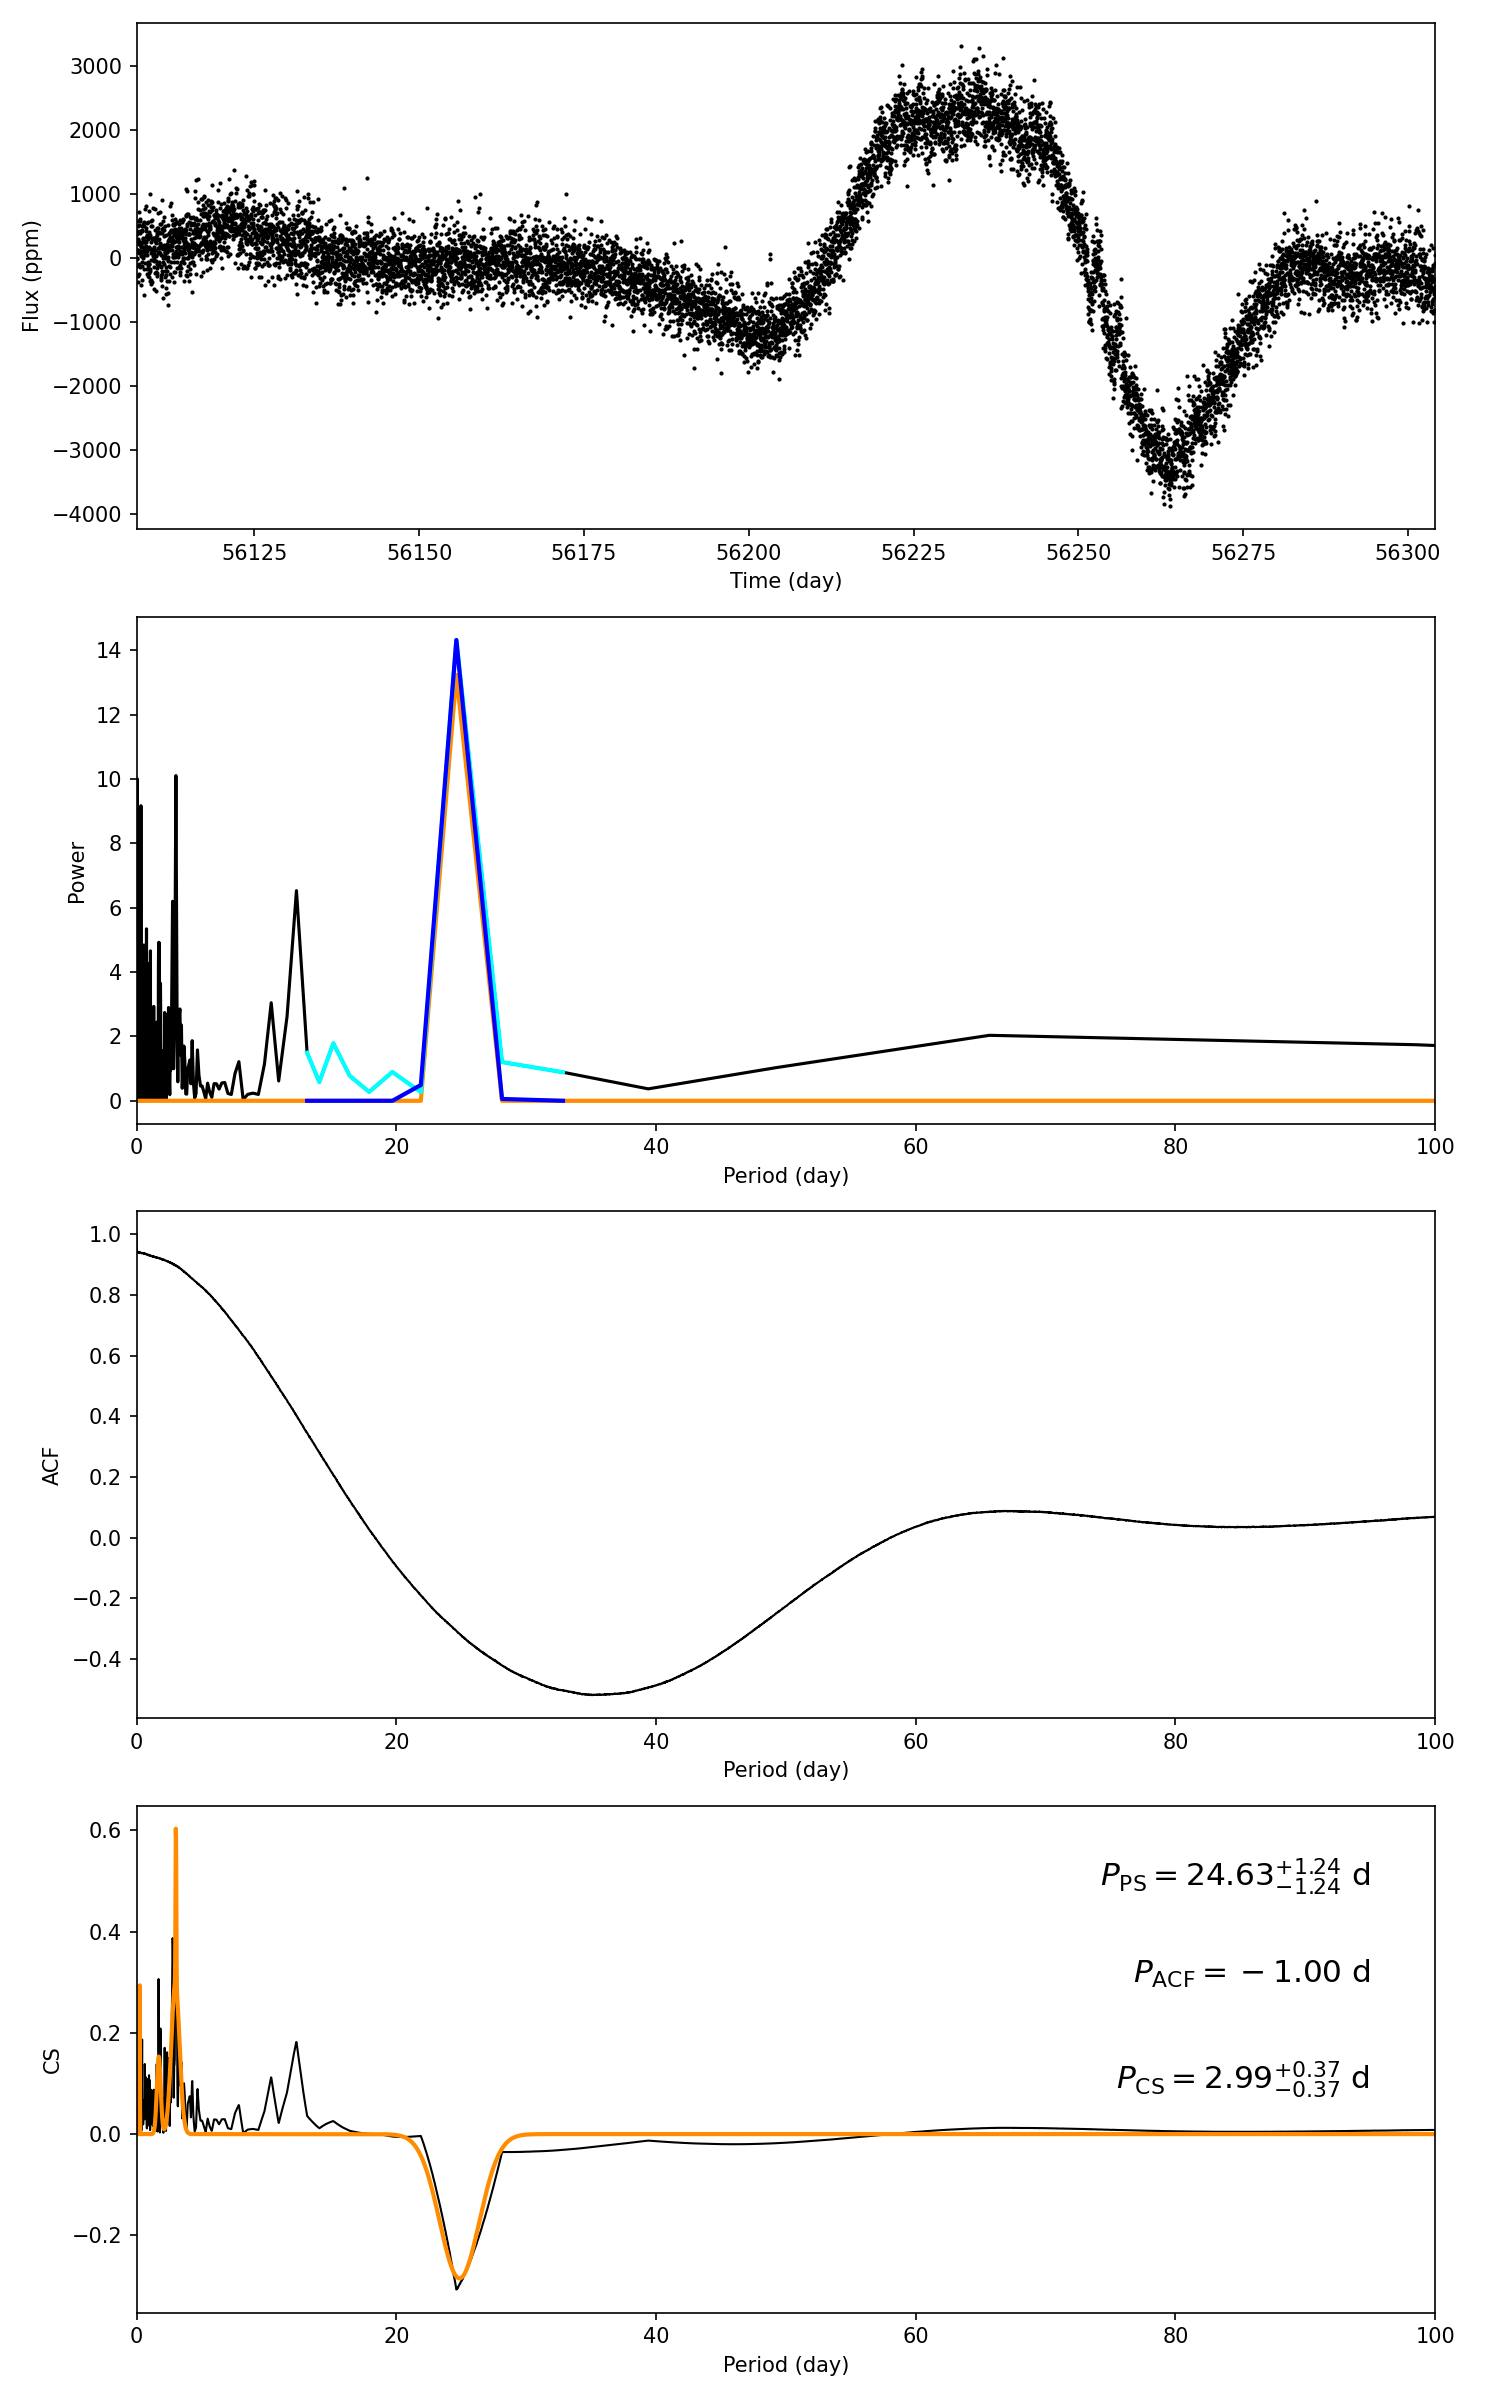 3000
2000
1000
0
−1000
−2000
−3000
−4000
Flux (ppm)
56125 56150 56175 56200 56225 56250 56275 56300
Time (day)
14
12
10
8
6
4
2
0
Power
0 20 40 60 80 100
Period (day)
1.0
0.8
0.6
0.4
0.2
0.0
−0.2
−0.4
ACF
0 20 40 60 80 100
Period (day)
0.6
0.4
0.2
0.0
−0.2
CS
P_PS = 24.63 +1.24 −1.24 d
P_ACF = −1.00 d
P_CS = 2.99 +0.37 −0.37 d
0 20 40 60 80 100
Period (day)